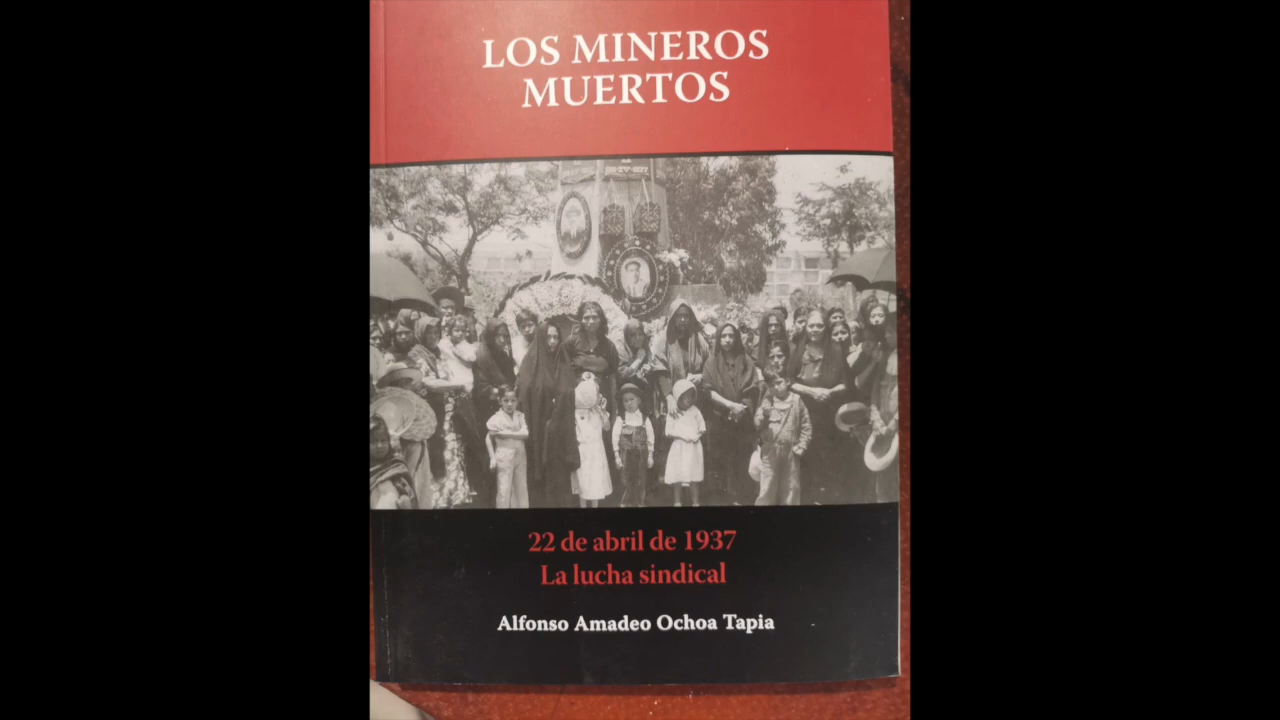 LOS MINEROS
MUERTOS
22 de abril de 1937
La lucha sindical
Alfonso Amadeo Ochoa Tapia